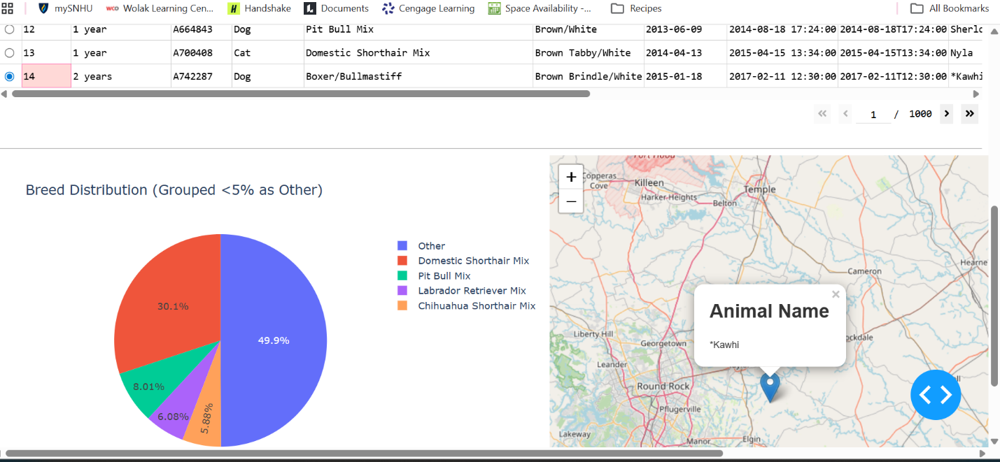 mySNHU WCO Wolak Learning Cen... Handshake Documents Cengage Learning Space Availability -... Recipes All Bookmarks
12 1 year A664843 Dog Pit Bull Mix Brown/White 2013-06-09 2014-08-18 17:24:00 2014-08-18T17:24:00 Sherlo
13 1 year A700408 Cat Domestic Shorthair Mix Brown Tabby/White 2014-04-13 2015-04-15 13:34:00 2015-04-15T13:34:00 Nyla
14 2 years A742287 Dog Boxer/Bullmastiff Brown Brindle/White 2015-01-18 2017-02-11 12:30:00 2017-02-11T12:30:00 *Kawhi
1 / 1000
Breed Distribution (Grouped <5% as Other)
Other
Domestic Shorthair Mix
Pit Bull Mix
Labrador Retriever Mix
Chihuahua Shorthair Mix
30.1%
49.9%
8.01%
6.08%
5.88%
+
−
Fort Hood
Copperas
Cove
Killeen
Temple
Harker Heights
Belton
Hearne
Cameron
Animal Name
*Kawhi
Liberty Hill
Georgetown
ockdale
Leander
Round Rock
Pflugerville
Lakeway
Manor
Elgin